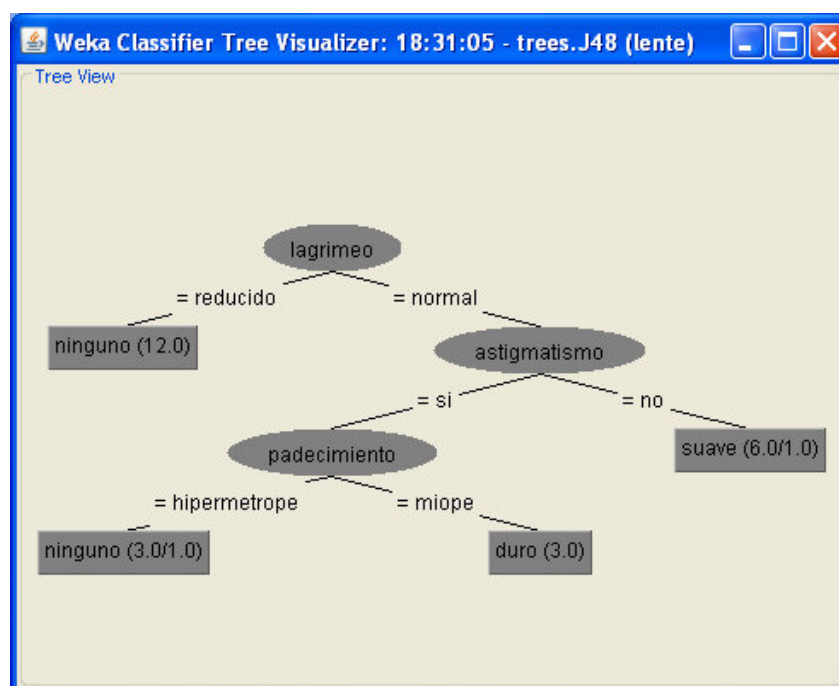 Weka Classifier Tree Visualizer: 18:31:05 - trees.J48 (lente)
Tree View
lagrimeo
= reducido
= normal
ninguno (12.0)
astigmatismo
= si
= no
padecimiento
suave (6.0/1.0)
= hipermetrope
= miope
ninguno (3.0/1.0)
duro (3.0)